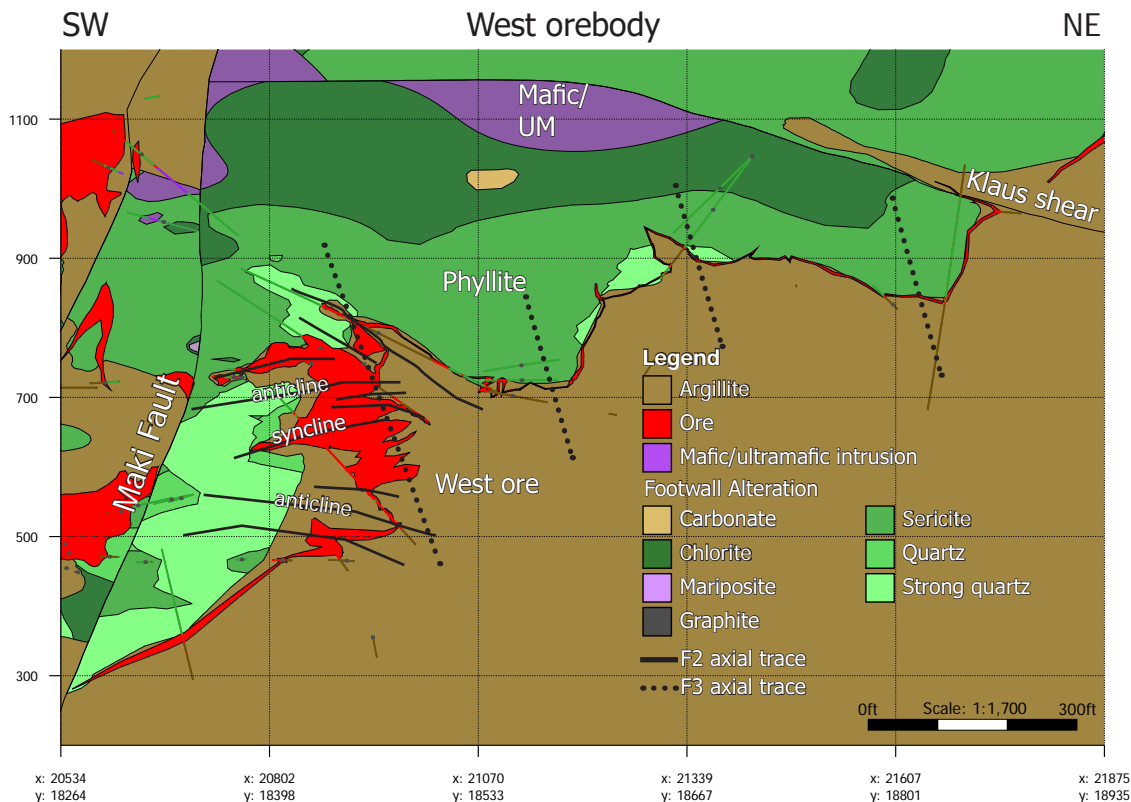 SW
West orebody
NE
1100
900
700
500
300
Mafic/
UM
Klaus shear
Phyllite
Maki Fault
anticline
syncline
anticline
West ore
Legend
Argillite
Ore
Mafic/ultramafic intrusion
Footwall Alteration
Carbonate
Chlorite
Mariposite
Graphite
Sericite
Quartz
Strong quartz
F2 axial trace
F3 axial trace
0ft
Scale: 1:1,700
300ft
x: 20534
y: 18264
x: 20802
y: 18398
x: 21070
y: 18533
x: 21339
y: 18667
x: 21607
y: 18801
x: 21875
y: 18935